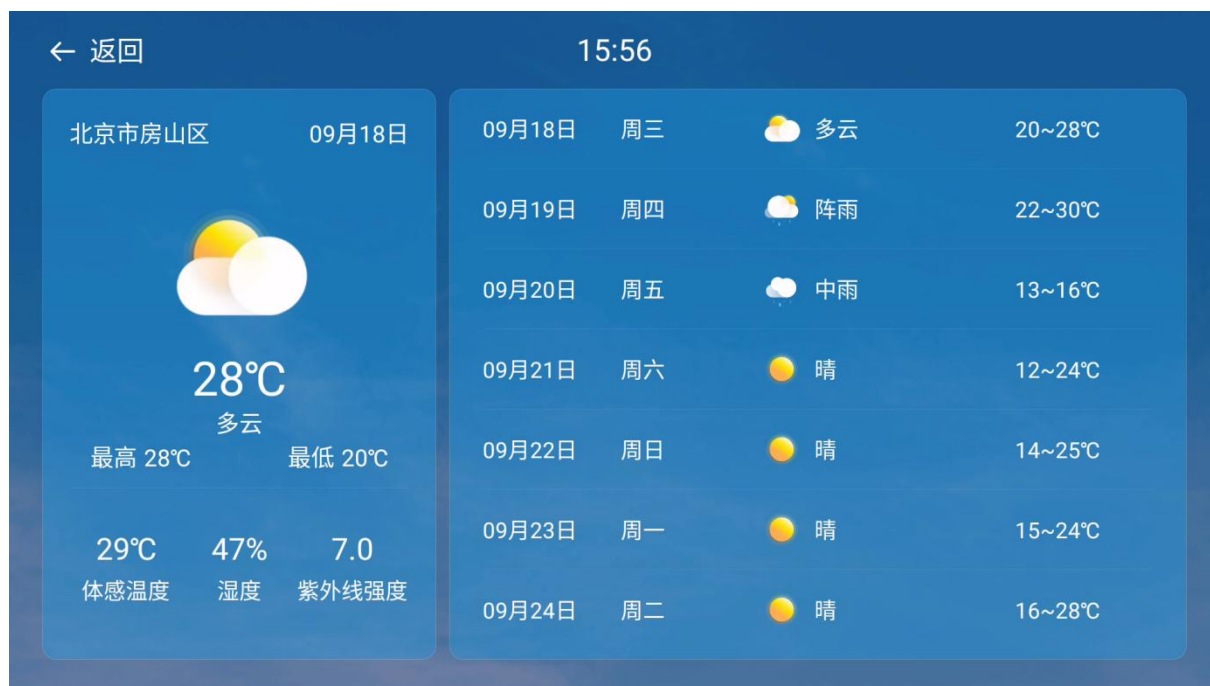 ← 返回
15:56
北京市房山区 09月18日
28℃
多云
最高 28℃ 最低 20℃
29℃ 47% 7.0
体感温度 湿度 紫外线强度
09月18日 周三 多云 20~28℃
09月19日 周四 阵雨 22~30℃
09月20日 周五 中雨 13~16℃
09月21日 周六 晴 12~24℃
09月22日 周日 晴 14~25℃
09月23日 周一 晴 15~24℃
09月24日 周二 晴 16~28℃